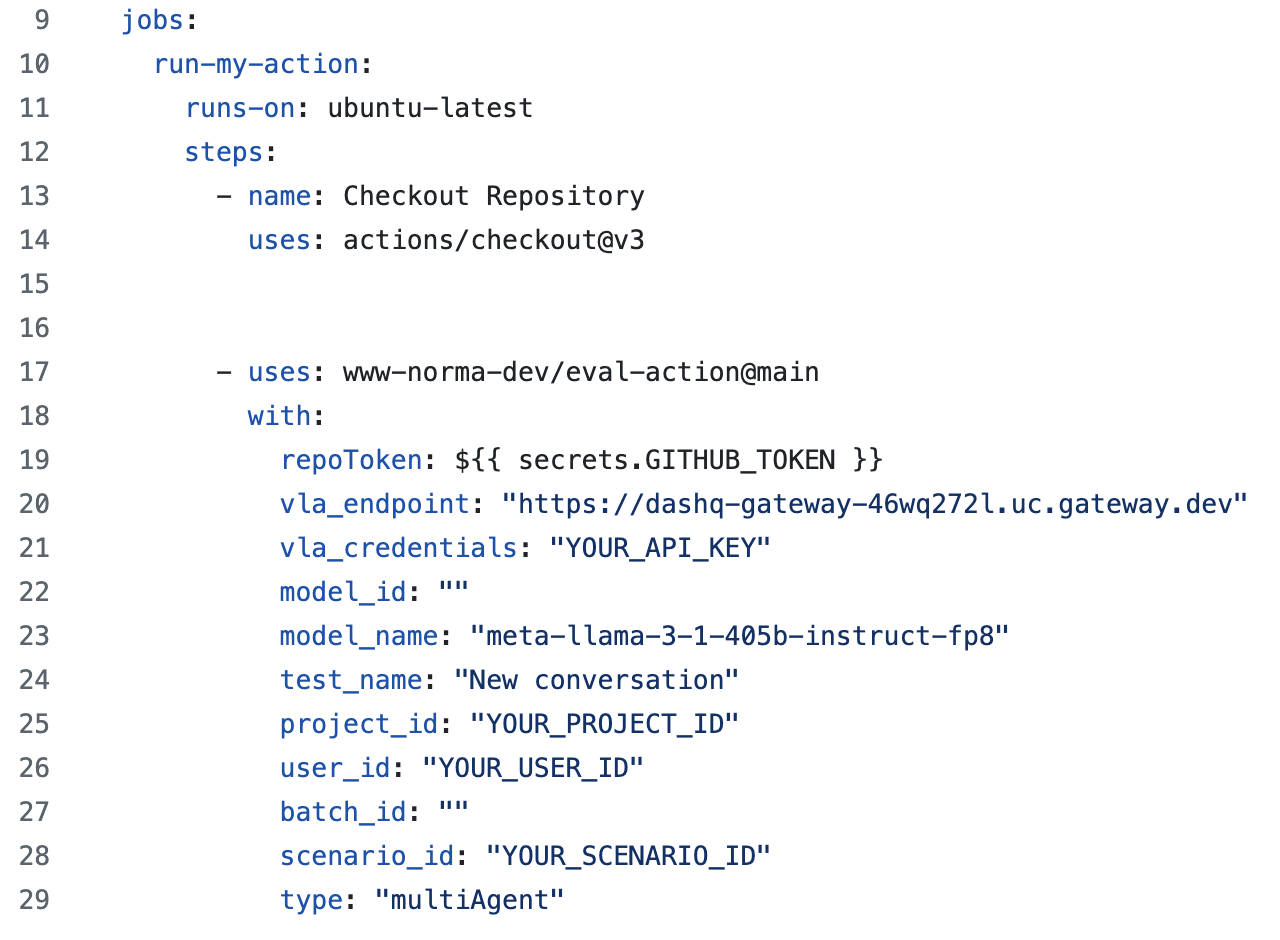 9 jobs:
10 run-my-action:
11 runs-on: ubuntu-latest
12 steps:
13 - name: Checkout Repository
14 uses: actions/checkout@v3
15
16
17 - uses: www-norma-dev/eval-action@main
18 with:
19 repoToken: ${{ secrets.GITHUB_TOKEN }}
20 vla_endpoint: "https://dashq-gateway-46wq272l.uc.gateway.dev"
21 vla_credentials: "YOUR_API_KEY"
22 model_id: ""
23 model_name: "meta-llama-3-1-405b-instruct-fp8"
24 test_name: "New conversation"
25 project_id: "YOUR_PROJECT_ID"
26 user_id: "YOUR_USER_ID"
27 batch_id: ""
28 scenario_id: "YOUR_SCENARIO_ID"
29 type: "multiAgent"